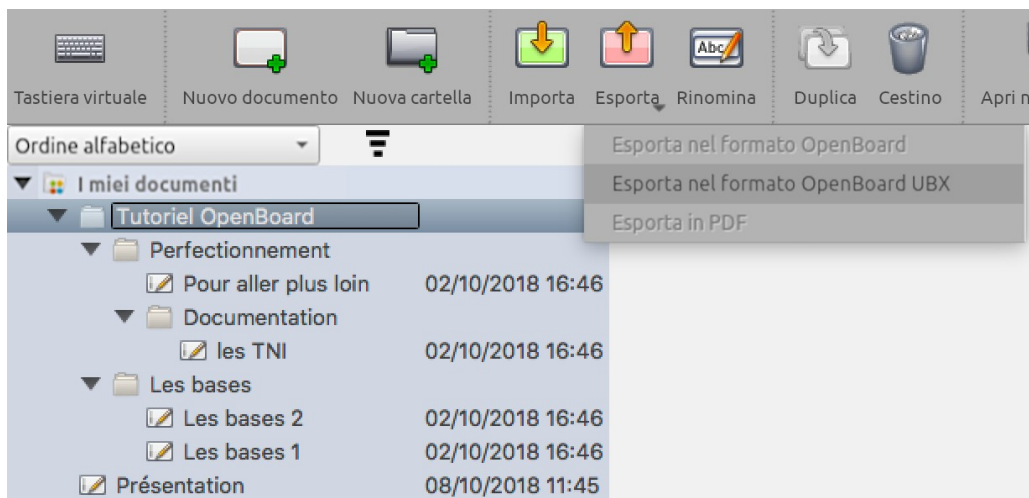 Tastiera virtuale Nuovo documento Nuova cartella Importa Esporta Rinomina Duplica Cestino Apri
Ordine alfabetico
Esporta nel formato OpenBoard
I miei documenti
Esporta nel formato OpenBoard UBX
Tutoriel OpenBoard
Esporta in PDF
Perfectionnement
Pour aller plus loin 02/10/2018 16:46
Documentation
les TNI 02/10/2018 16:46
Les bases
Les bases 2 02/10/2018 16:46
Les bases 1 02/10/2018 16:46
Présentation 08/10/2018 11:45